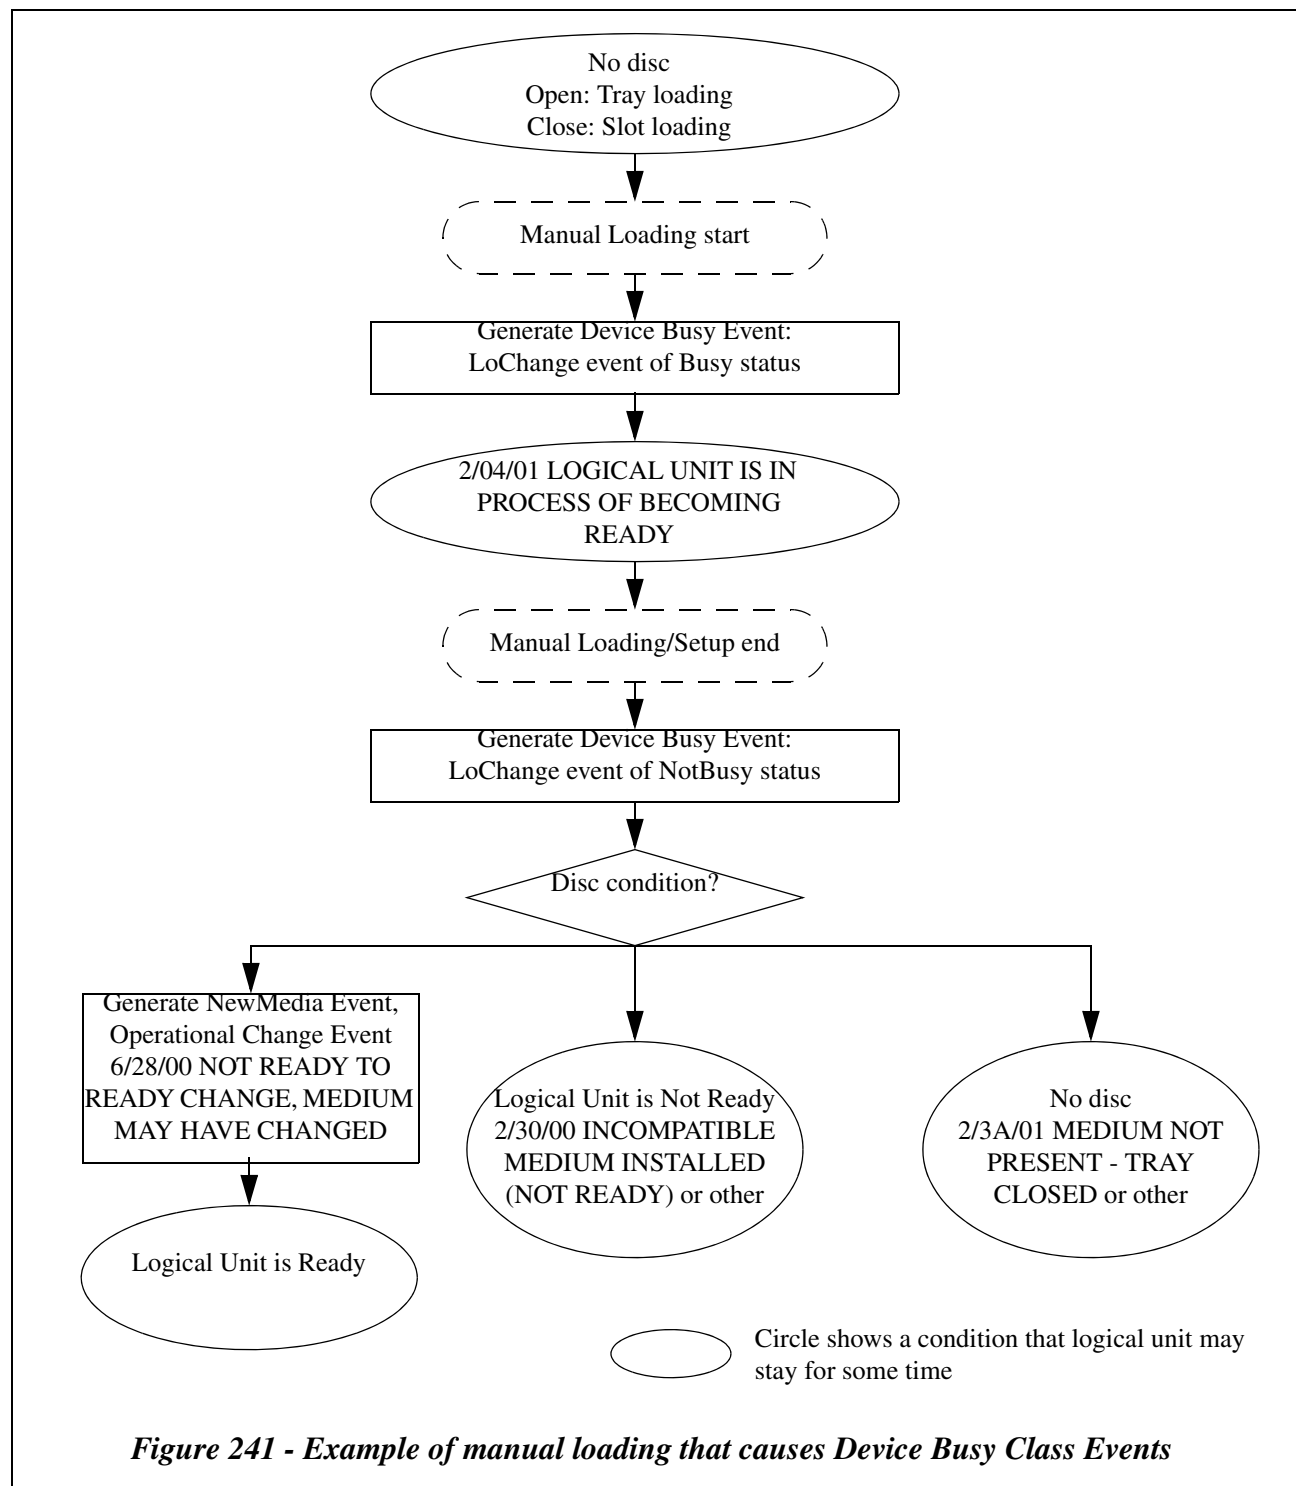 No disc
Open: Tray loading
Close: Slot loading
Manual Loading start
Generate Device Busy Event:
LoChange event of Busy status
2/04/01 LOGICAL UNIT IS IN
PROCESS OF BECOMING
READY
Manual Loading/Setup end
Generate Device Busy Event:
LoChange event of NotBusy status
Disc condition?
Generate NewMedia Event,
Operational Change Event
6/28/00 NOT READY TO
READY CHANGE, MEDIUM
MAY HAVE CHANGED
Logical Unit is Not Ready
2/30/00 INCOMPATIBLE
MEDIUM INSTALLED
(NOT READY) or other
No disc
2/3A/01 MEDIUM NOT
PRESENT - TRAY
CLOSED or other
Logical Unit is Ready
Circle shows a condition that logical unit may
stay for some time
Figure 241 - Example of manual loading that causes Device Busy Class Events